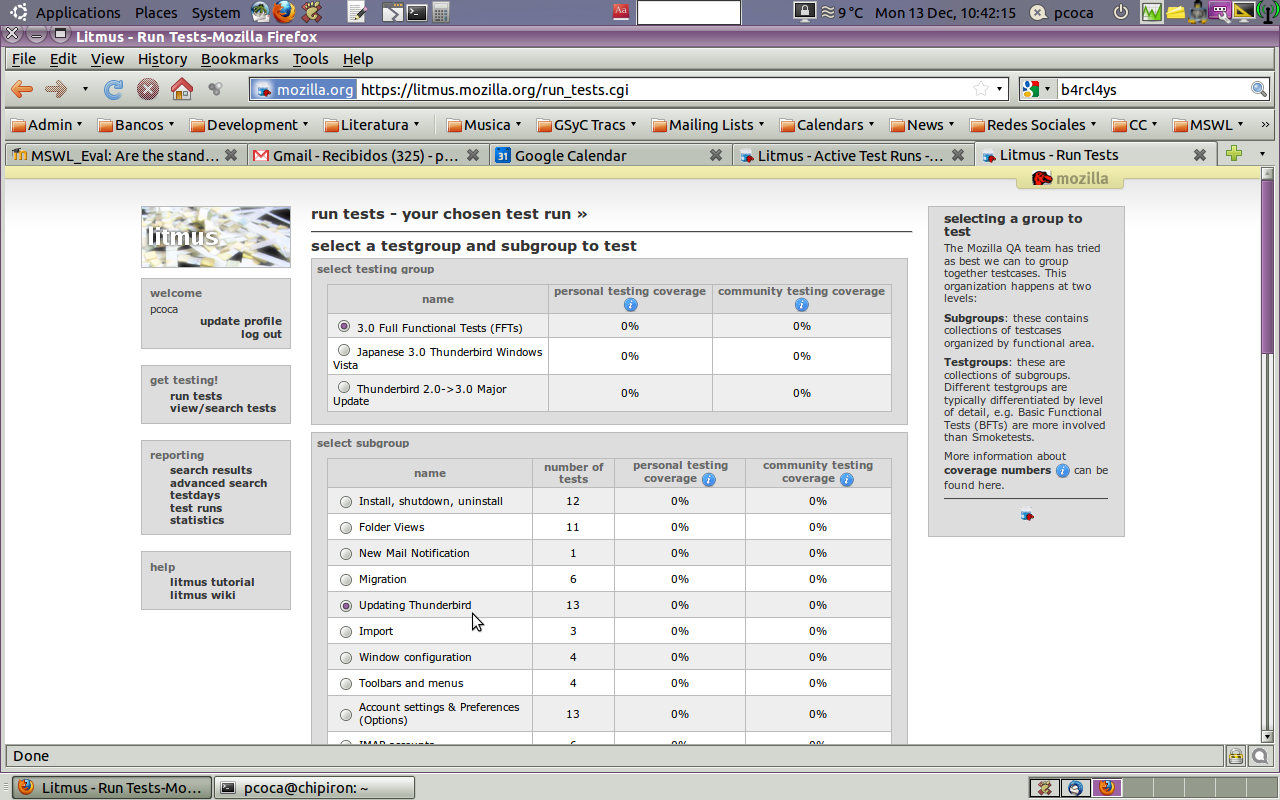 Applications Places System Aa 9 °C Mon 13 Dec, 10:42:15 pcoca
Litmus - Run Tests-Mozilla Firefox
File Edit View History Bookmarks Tools Help
mozilla.org https://litmus.mozilla.org/run_tests.cgi b4rcl4ys
Admin Bancos Development Literatura Musica GSyC Tracs Mailing Lists Calendars News Redes Sociales CC MSWL »
MSWL_Eval: Are the stand... Gmail - Recibidos (325) - p... 31 Google Calendar Litmus - Active Test Runs -... Litmus - Run Tests
mozilla
litmus
welcome
pcoca
update profile
log out
get testing!
run tests
view/search tests
reporting
search results
advanced search
testdays
test runs
statistics
help
litmus tutorial
litmus wiki
run tests - your chosen test run »
select a testgroup and subgroup to test
select testing group
name personal testing coverage community testing coverage
3.0 Full Functional Tests (FFTs) 0% 0%
Japanese 3.0 Thunderbird Windows
Vista 0% 0%
Thunderbird 2.0->3.0 Major
Update 0% 0%
select subgroup
name number of tests personal testing coverage community testing coverage
Install, shutdown, uninstall 12 0% 0%
Folder Views 11 0% 0%
New Mail Notification 1 0% 0%
Migration 6 0% 0%
Updating Thunderbird 13 0% 0%
Import 3 0% 0%
Window configuration 4 0% 0%
Toolbars and menus 4 0% 0%
Account settings & Preferences
(Options) 13 0% 0%
selecting a group to
test
The Mozilla QA team has tried
as best we can to group
together testcases. This
organization happens at two
levels:
Subgroups: these contains
collections of testcases
organized by functional area.
Testgroups: these are
collections of subgroups.
Different testgroups are
typically differentiated by level
of detail, e.g. Basic Functional
Tests (BFTs) are more involved
than Smoketests.
More information about
coverage numbers can be
found here.
Done
Litmus - Run Tests-Mo... pcoca@chipiron: ~